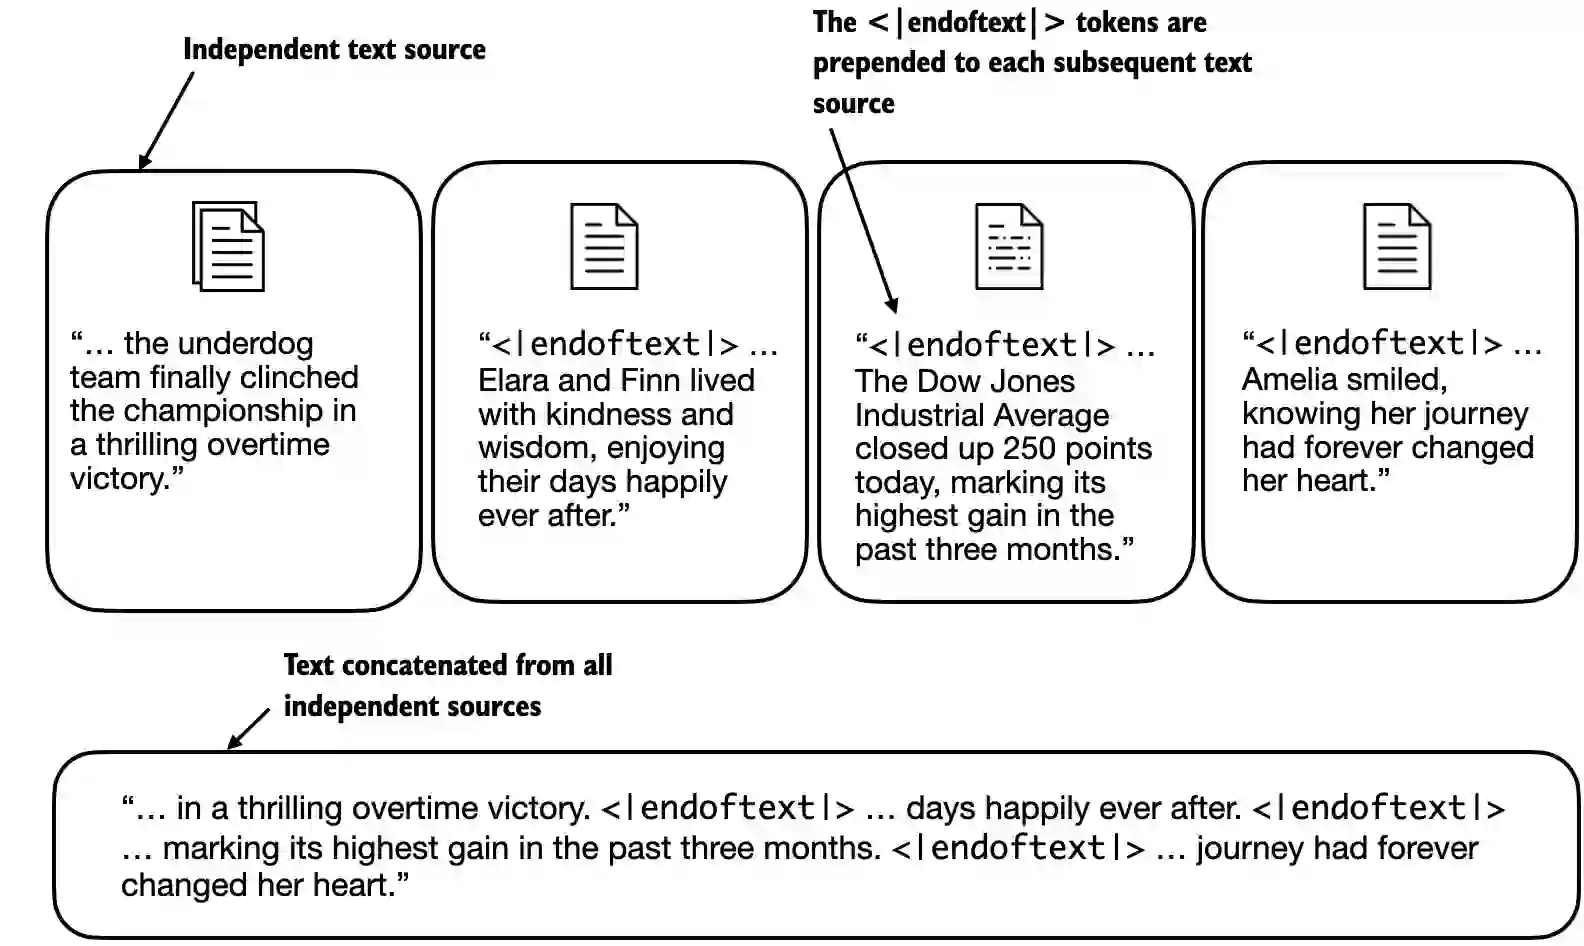 Independent text source
The <|endoftext|> tokens are
prepended to each subsequent text
source
“... the underdog
team finally clinched
the championship in
a thrilling overtime
victory.”
“<|endoftext|> ...
Elara and Finn lived
with kindness and
wisdom, enjoying
their days happily
ever after.”
“<|endoftext|> ...
The Dow Jones
Industrial Average
closed up 250 points
today, marking its
highest gain in the
past three months.”
“<|endoftext|> ...
Amelia smiled,
knowing her journey
had forever changed
her heart.”
Text concatenated from all
independent sources
“... in a thrilling overtime victory. <|endoftext|> ... days happily ever after. <|endoftext|>
... marking its highest gain in the past three months. <|endoftext|> ... journey had forever
changed her heart.”